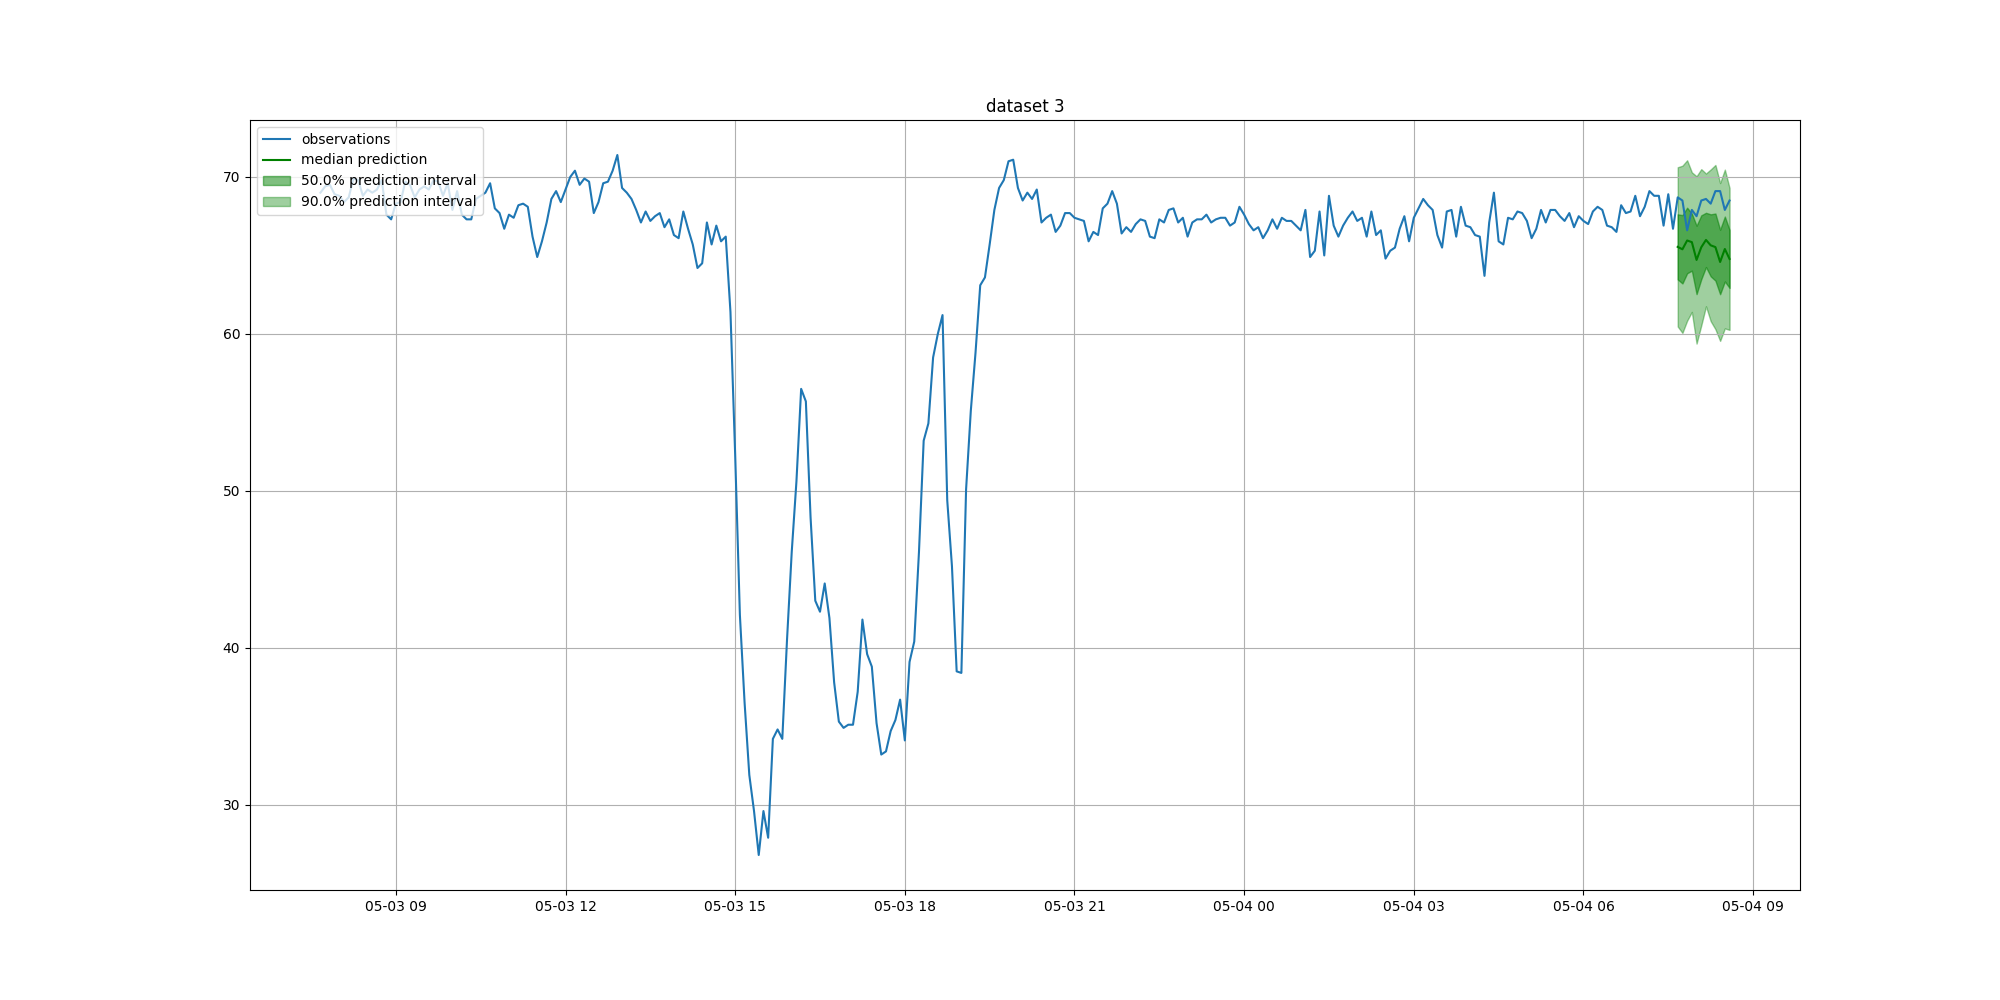 dataset 3
observations
median prediction
50.0% prediction interval
90.0% prediction interval
70
60
50
40
30
05-03 09
05-03 12
05-03 15
05-03 18
05-03 21
05-04 00
05-04 03
05-04 06
05-04 09